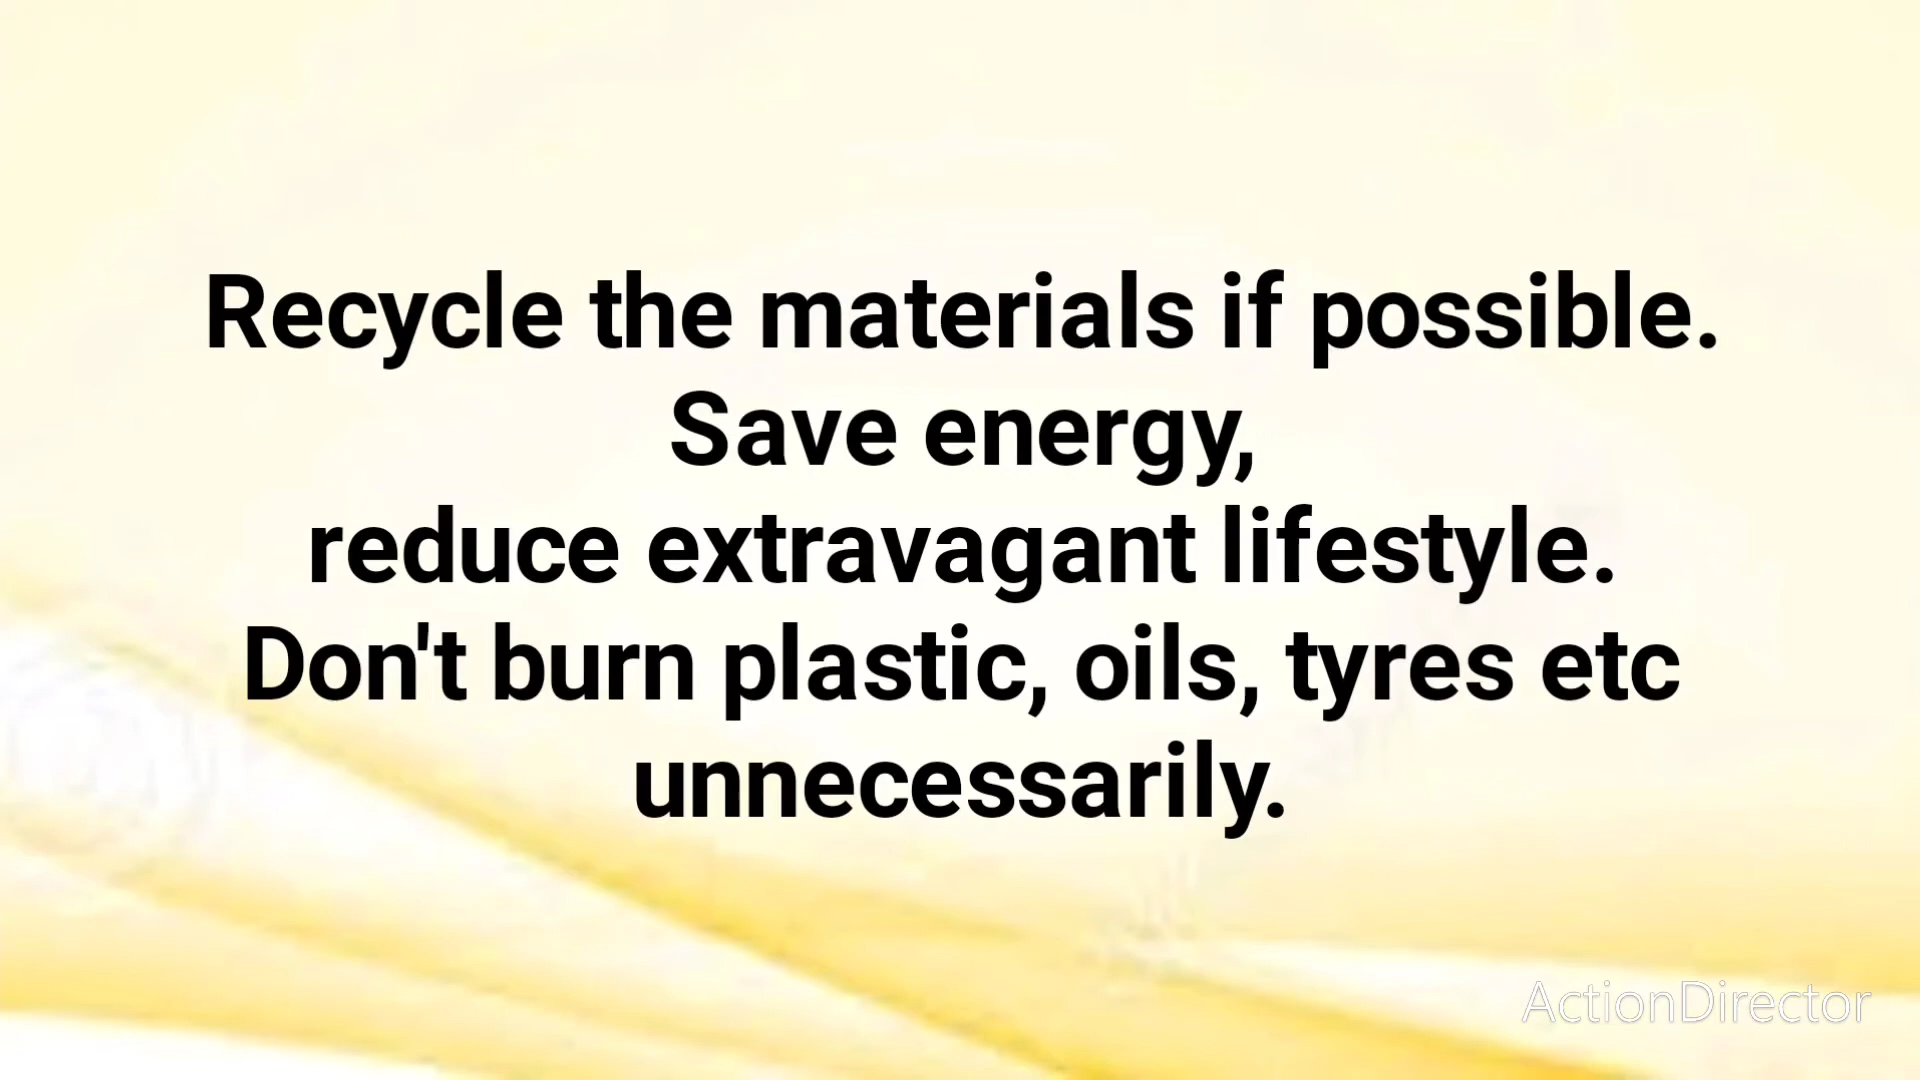 Recycle the materials if possible.
Save energy,
reduce extravagant lifestyle.
Don't burn plastic, oils, tyres etc
unnecessarily.
ActionDirector